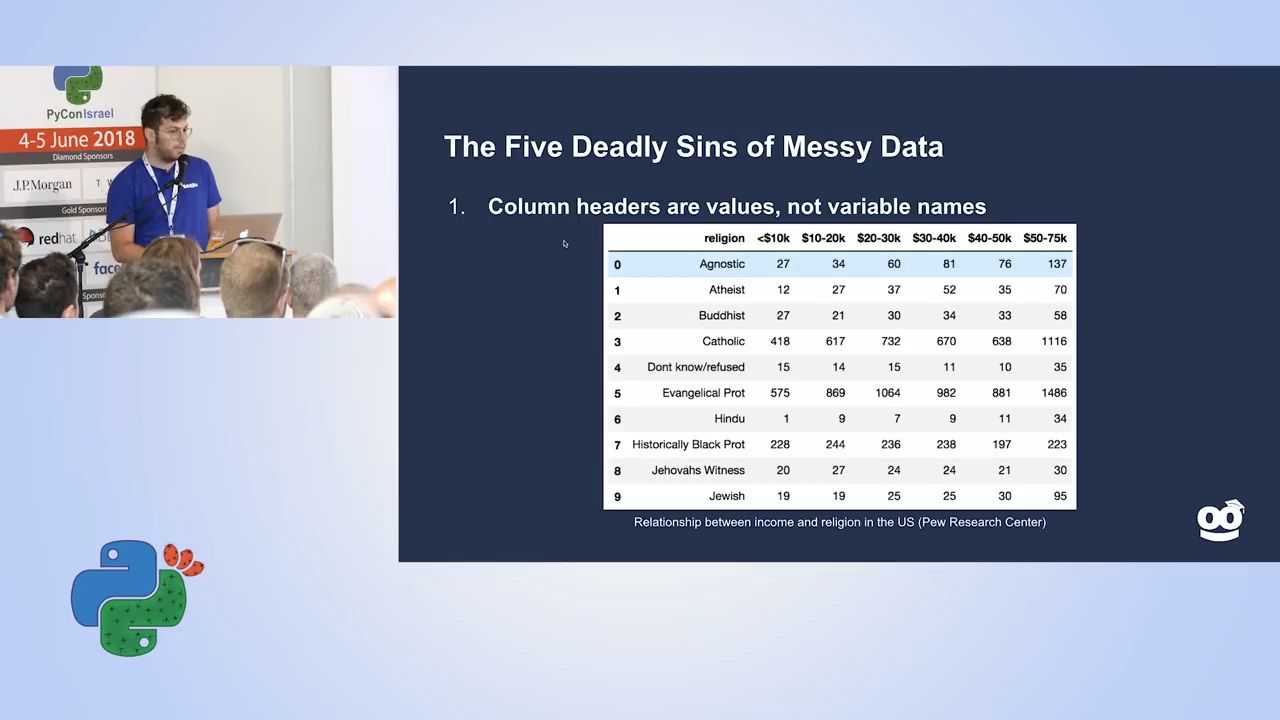 PyConIsrael
4-5 June 2018
Diamond Sponsors
J.P.Morgan
Gold
redhat
The Five Deadly Sins of Messy Data
1. Column headers are values, not variable names
religion <$10k $10-20k $20-30k $30-40k $40-50k $50-75k
0 Agnostic 27 34 60 81 76 137
1 Atheist 12 27 37 52 35 70
2 Buddhist 27 21 30 34 33 58
3 Catholic 418 617 732 670 638 1116
4 Dont know/refused 15 14 15 11 10 35
5 Evangelical Prot 575 869 1064 982 881 1486
6 Hindu 1 9 7 9 11 34
7 Historically Black Prot 228 244 236 238 197 223
8 Jehovahs Witness 20 27 24 24 21 30
9 Jewish 19 19 25 25 30 95
Relationship between income and religion in the US (Pew Research Center)